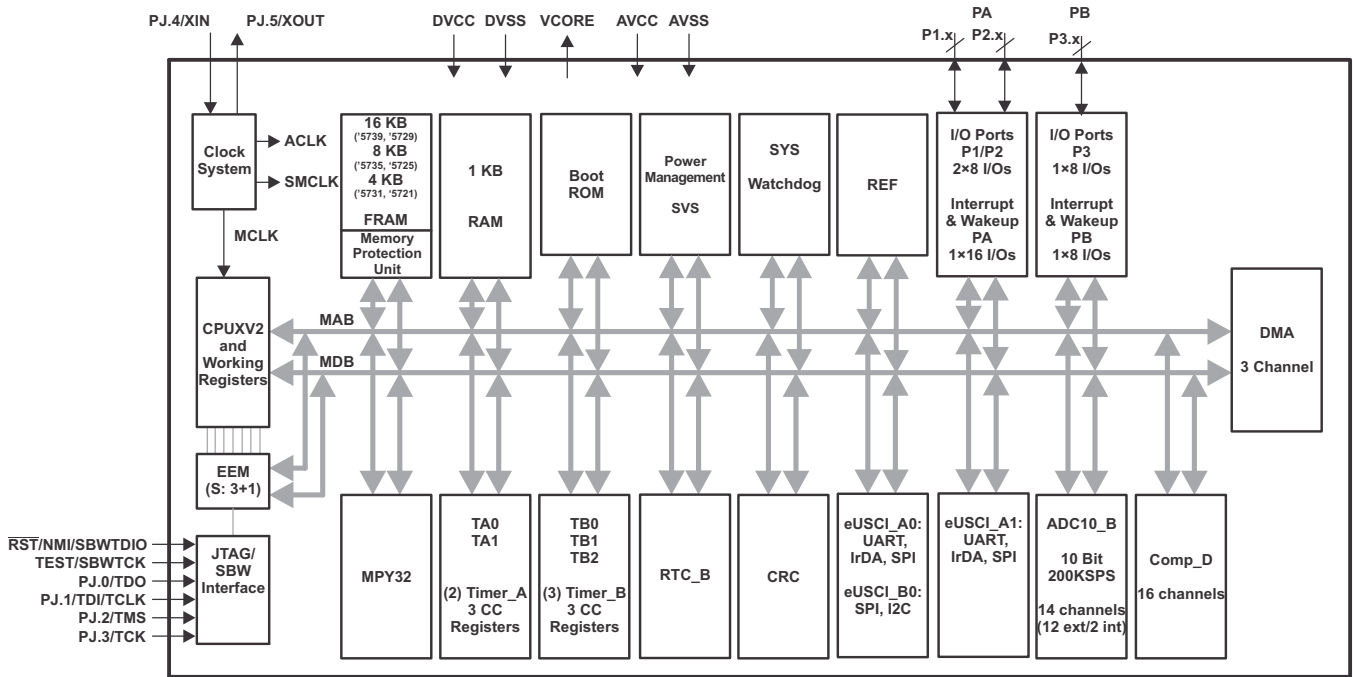 PJ.4/XIN
PJ.5/XOUT
DVCC
DVSS
VCORE
AVCC
AVSS
PA
P1.x
P2.x
PB
P3.x
Clock
System
ACLK
SMCLK
MCLK
16 KB
('5739, '5729)
8 KB
('5735, '5725)
4 KB
('5731, '5721)
FRAM
Memory
Protection
Unit
1 KB
RAM
Boot
ROM
Power
Management
SVS
SYS
Watchdog
REF
I/O Ports
P1/P2
2×8 I/Os
Interrupt
& Wakeup
PA
1×16 I/Os
I/O Ports
P3
1×8 I/Os
Interrupt
& Wakeup
PB
1×8 I/Os
CPUXV2
and
Working
Registers
MAB
MDB
DMA
3 Channel
EEM
(S: 3+1)
RST/NMI/SBWTDIO
TEST/SBWTCK
PJ.0/TDO
PJ.1/TDI/TCLK
PJ.2/TMS
PJ.3/TCK
JTAG/
SBW
Interface
MPY32
TA0
TA1
(2) Timer_A
3 CC
Registers
TB0
TB1
TB2
(3) Timer_B
3 CC
Registers
RTC_B
CRC
eUSCI_A0:
UART,
IrDA, SPI
eUSCI_B0:
SPI, I2C
eUSCI_A1:
UART,
IrDA, SPI
ADC10_B
10 Bit
200KSPS
14 channels
(12 ext/2 int)
Comp_D
16 channels